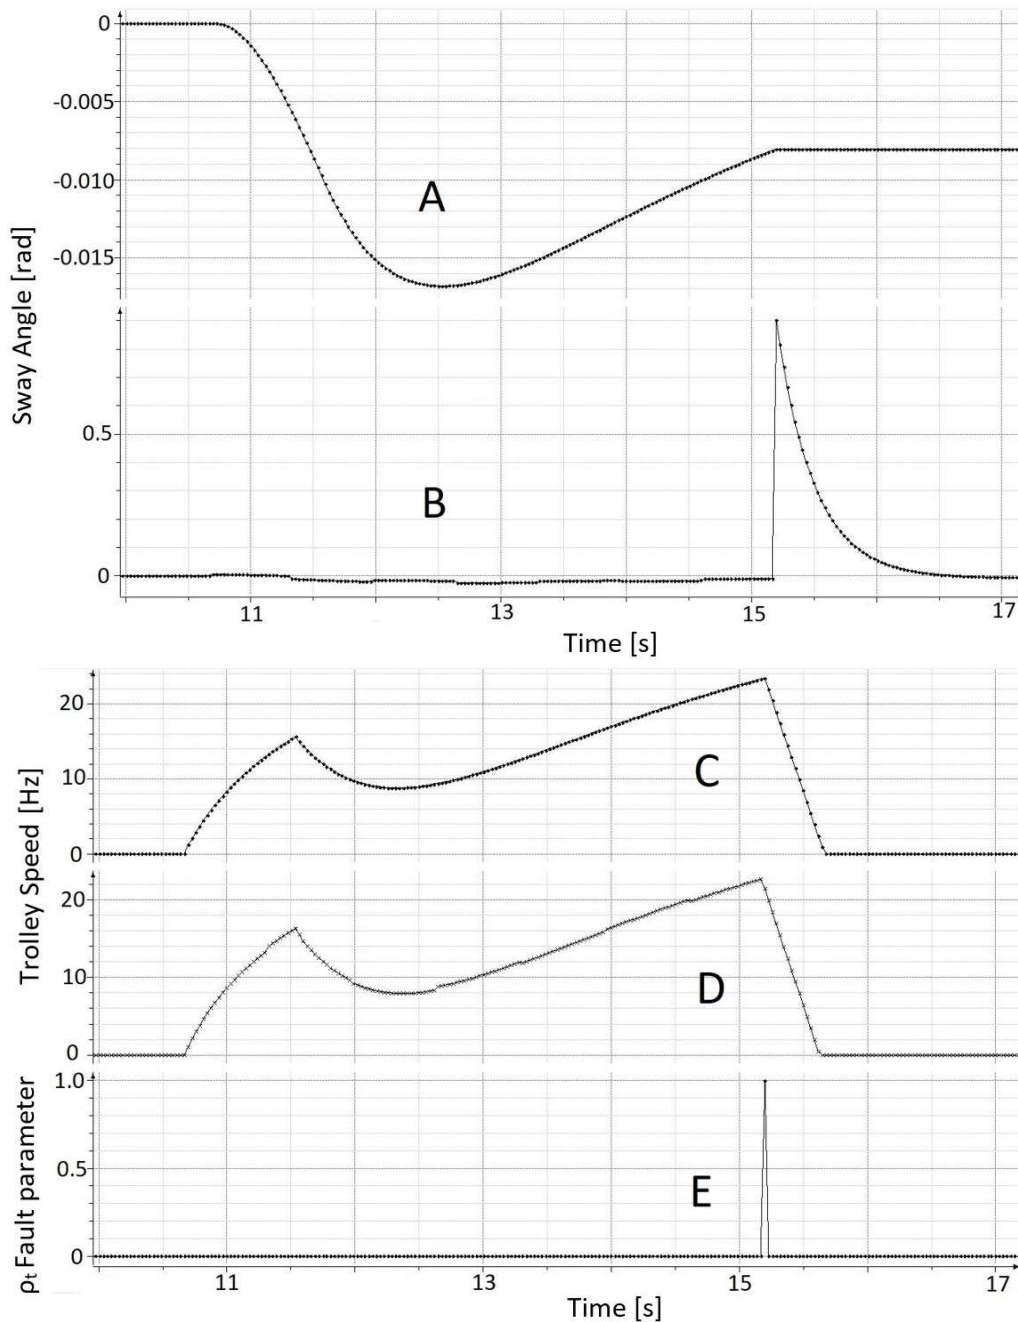 0
-0.005
-0.010
-0.015
A
Sway Angle [rad]
0.5
0
B
11 13 15 17
Time [s]
20
10
0
C
Trolley Speed [Hz]
20
10
0
D
1.0
0.5
0
E
ρt Fault parameter
11 13 15 17
Time [s]